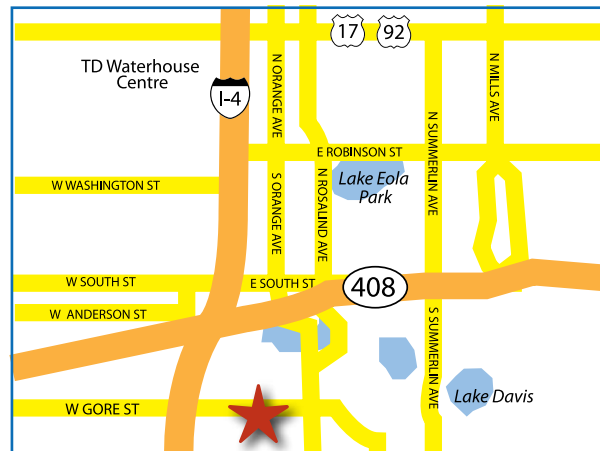 17
92
TD Waterhouse
Centre
I-4
N ORANGE AVE
N MILLS AVE
N SUMMERLIN AVE
E ROBINSON ST
W WASHINGTON ST
Lake Eola
Park
S ORANGE AVE
N ROSALIND AVE
W SOUTH ST
E SOUTH ST
408
W ANDERSON ST
S SUMMERLIN AVE
W GORE ST
Lake Davis